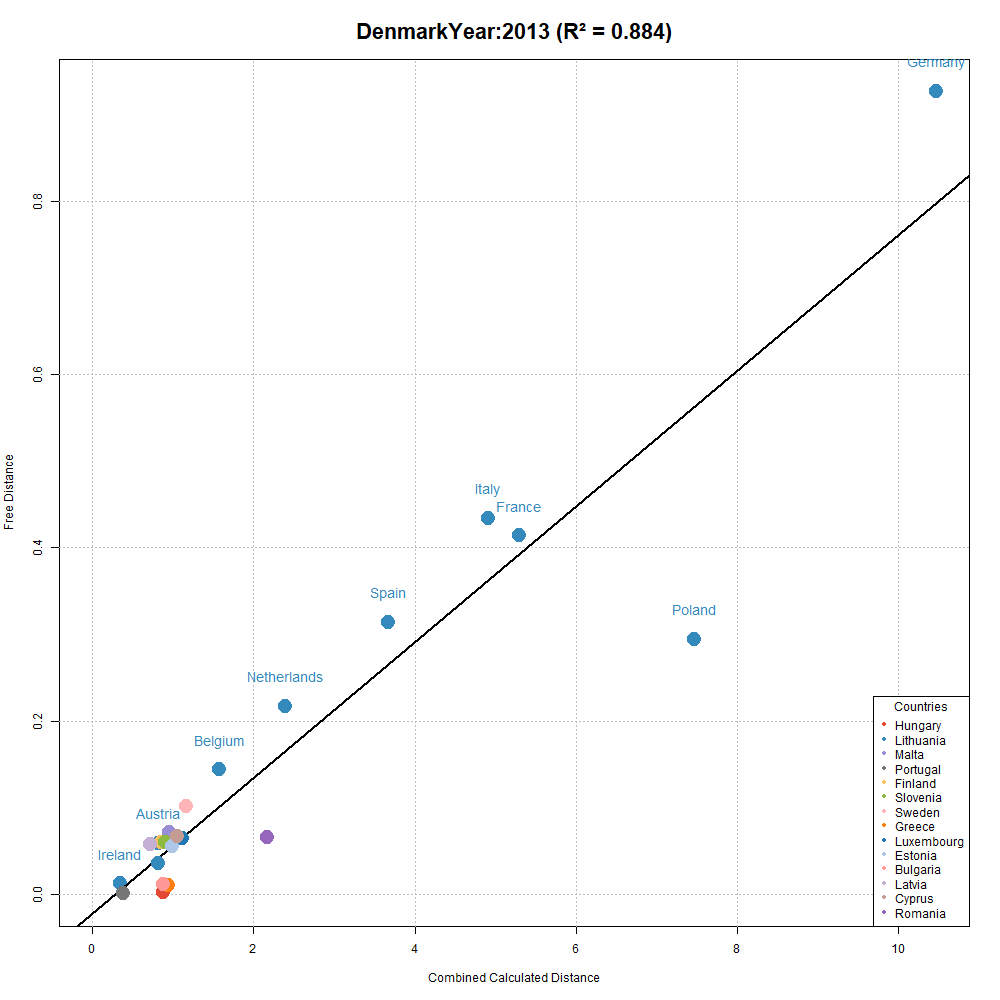 DenmarkYear:2013 (R² = 0.884)
Germany
0.8
0.6
Free Distance
Italy
France
0.4
Spain
Poland
Netherlands
0.2
Belgium
Austria
Ireland
0.0
Countries
Hungary
Lithuania
Malta
Portugal
Finland
Slovenia
Sweden
Greece
Luxembourg
Estonia
Bulgaria
Latvia
Cyprus
Romania
0 2 4 6 8 10
Combined Calculated Distance